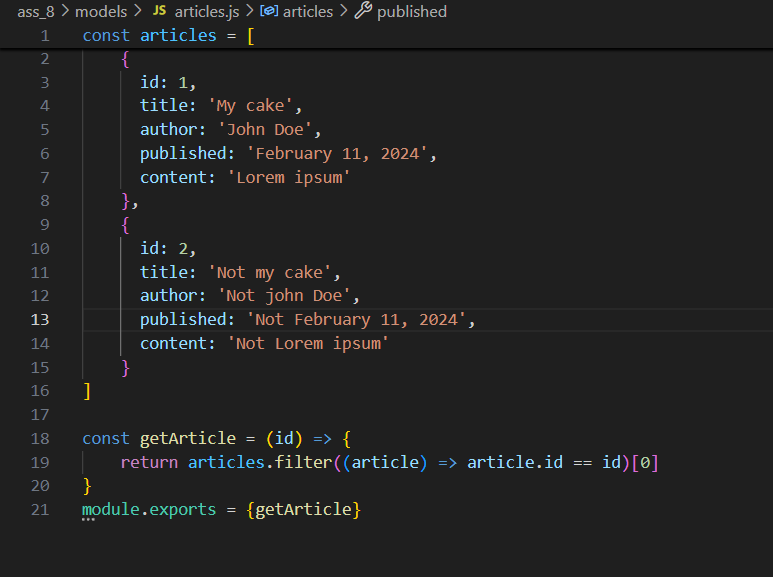 ass_8 > models > JS articles.js > articles > published
1 const articles = [
2 {
3 id: 1,
4 title: 'My cake',
5 author: 'John Doe',
6 published: 'February 11, 2024',
7 content: 'Lorem ipsum'
8 },
9 {
10 id: 2,
11 title: 'Not my cake',
12 author: 'Not john Doe',
13 published: 'Not February 11, 2024',
14 content: 'Not Lorem ipsum'
15 }
16 ]
17
18 const getArticle = (id) => {
19 return articles.filter((article) => article.id == id)[0]
20 }
21 module.exports = {getArticle}